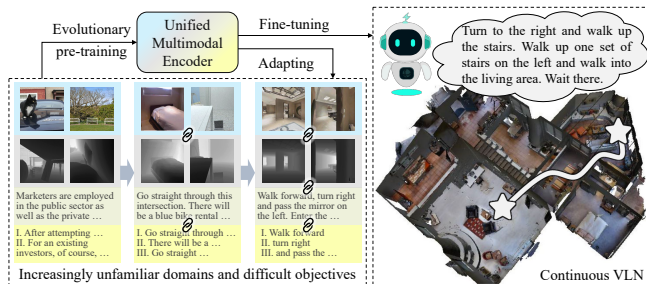 Evolutionary
pre-training
Unified
Multimodal
Encoder
Fine-tuning
Adapting
Turn to the right and walk up
the stairs. Walk up one set of
stairs on the left and walk into
the living area. Wait there.
Marketers are employed
in the public sector as
well as the private …
I. After attempting …
II. For an existing
investors, of course, …
Go straight through this
intersection. There will
be a blue bike rental …
I. Go straight through …
II. There will be a …
III. Go straight …
Walk forward, turn right
and pass the mirror on
the left. Enter the …
I. Walk forward
II. turn right
III. and pass the …
Increasingly unfamiliar domains and difficult objectives
Continuous VLN